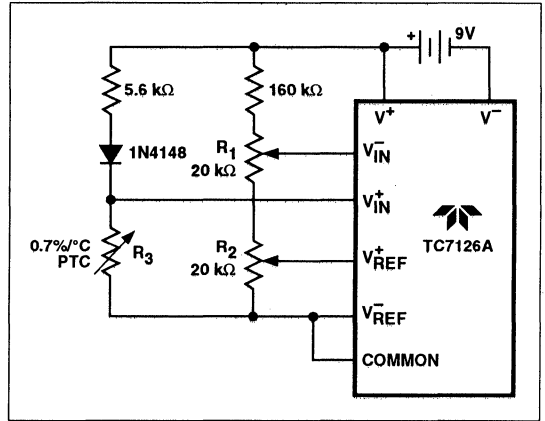 + 9V
5.6 kΩ
160 kΩ
V+ V−
1N4148
R1
20 kΩ
V−IN
V+IN
0.7%/°C
PTC
R3
R2
20 kΩ
V+REF
TC7126A
V−REF
COMMON